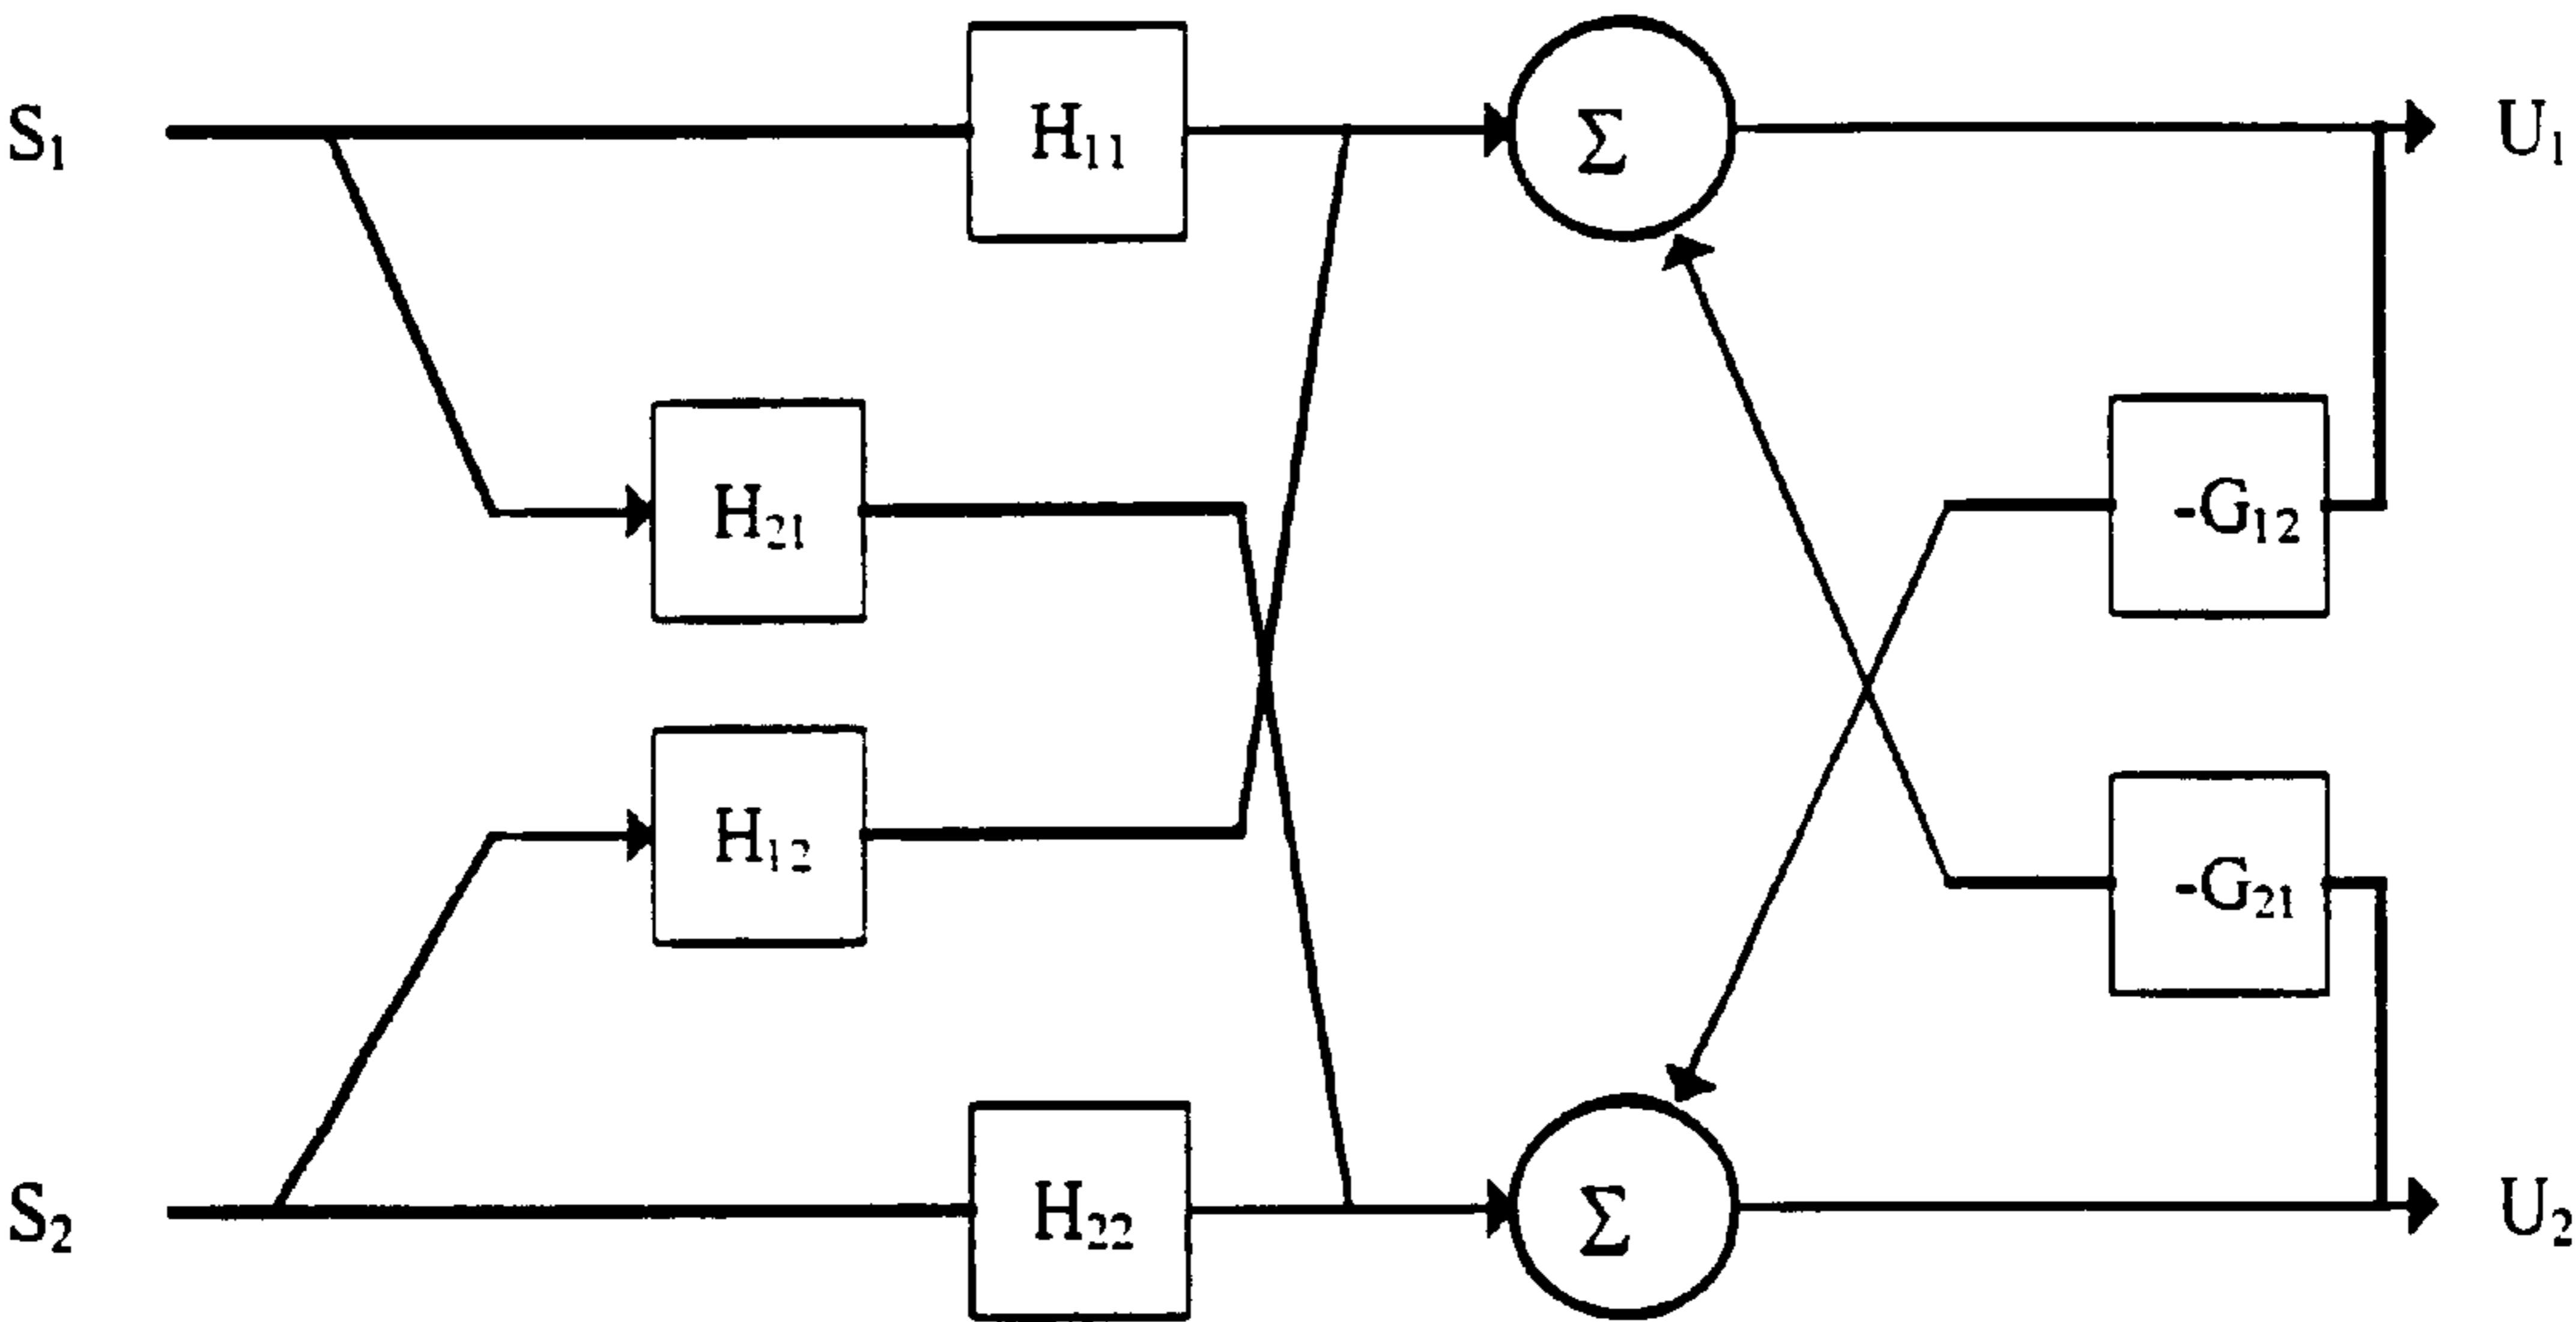 S₁ H₁₁ Σ U₁
H₂₁ -G₁₂
H₁₂ -G₂₁
S₂ H₂₂ Σ U₂